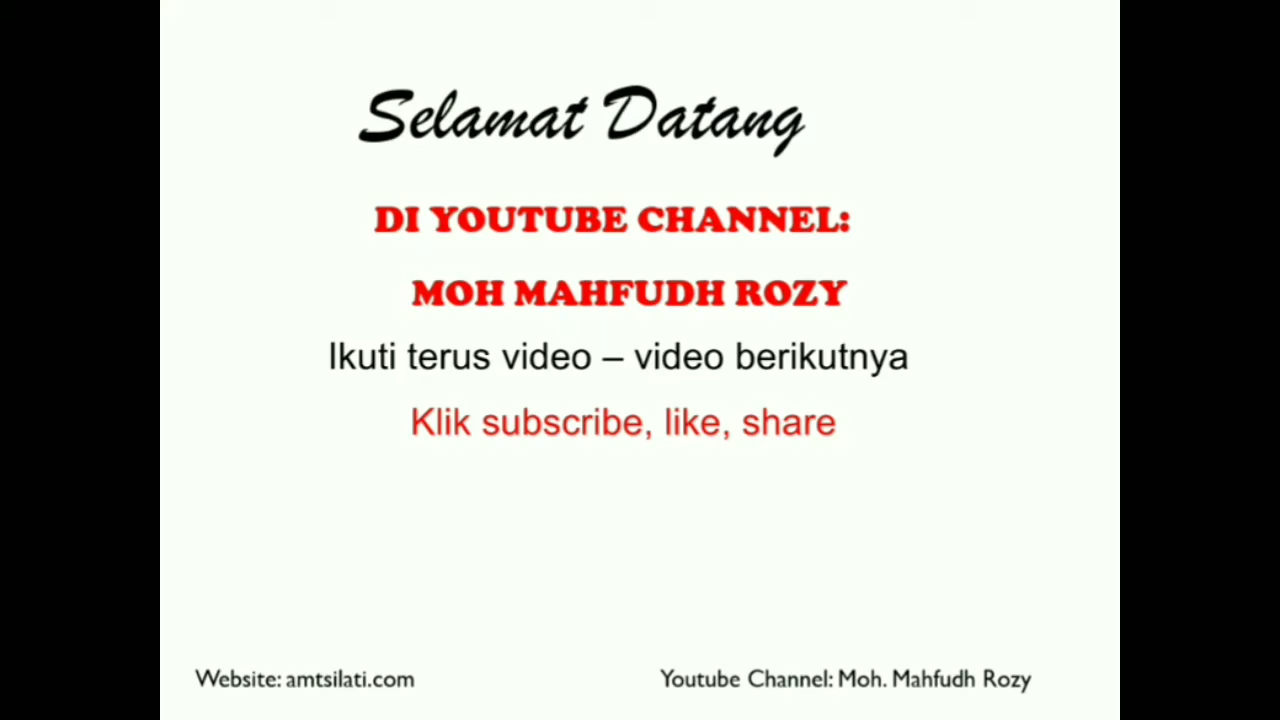 Selamat Datang
DI YOUTUBE CHANNEL:
MOH MAHFUDH ROZY
Ikuti terus video – video berikutnya
Klik subscribe, like, share
Website: amtsilati.com
Youtube Channel: Moh. Mahfudh Rozy